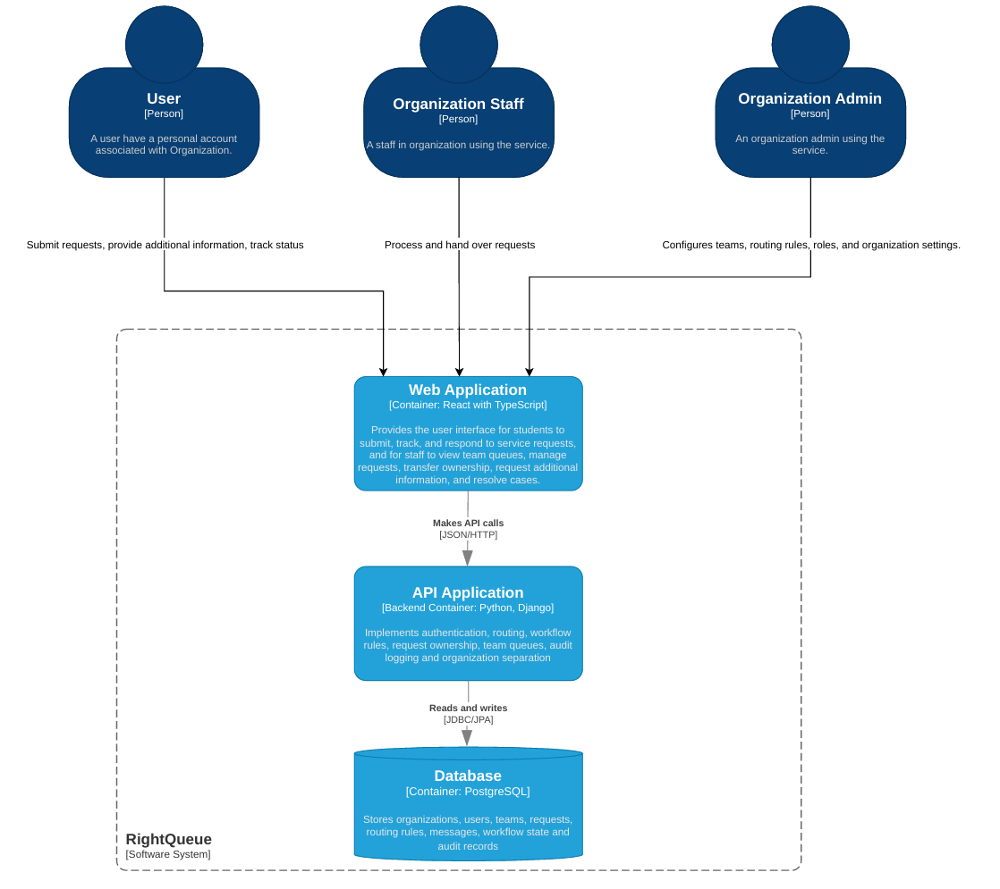 User
[Person]
A user have a personal account
associated with Organization.
Organization Staff
[Person]
A staff in organization using the service.
Organization Admin
[Person]
An organization admin using the
service.
Submit requests, provide additional information, track status
Process and hand over requests
Configures teams, routing rules, roles, and organization settings.
Web Application
[Container: React with TypeScript]
Provides the user interface for students to
submit, track, and respond to service requests,
and for staff to view team queues, manage
requests, transfer ownership, request additional
information, and resolve cases.
Makes API calls
[JSON/HTTP]
API Application
[Backend Container: Python, Django]
Implements authentication, routing, workflow
rules, request ownership, team queues, audit
logging and organization separation
Reads and writes
[JDBC/JPA]
Database
[Container: PostgreSQL]
Stores organizations, users, teams, requests,
routing rules, messages, workflow state and
audit records
RightQueue
[Software System]